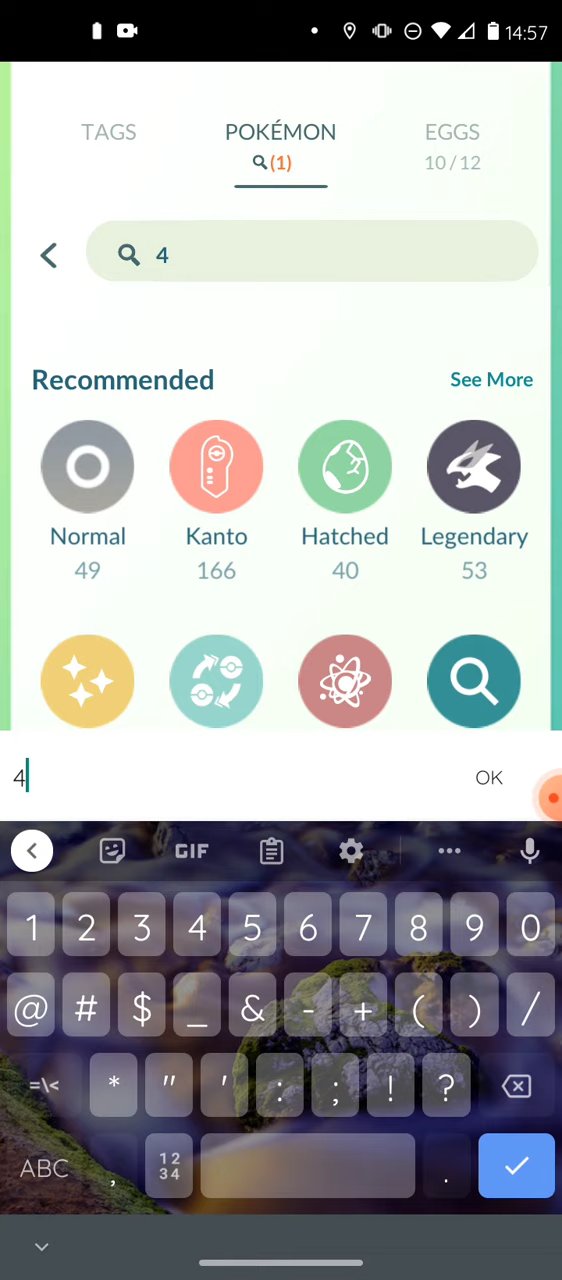 14:57
TAGS POKÉMON EGGS
(1) 10 / 12
4
Recommended See More
Normal Kanto Hatched Legendary
49 166 40 53
4 OK
GIF
1 2 3 4 5 6 7 8 9 0
@ # $ _ & - + ( ) /
=\< * " ' : ; ! ?
ABC , 12 .
34